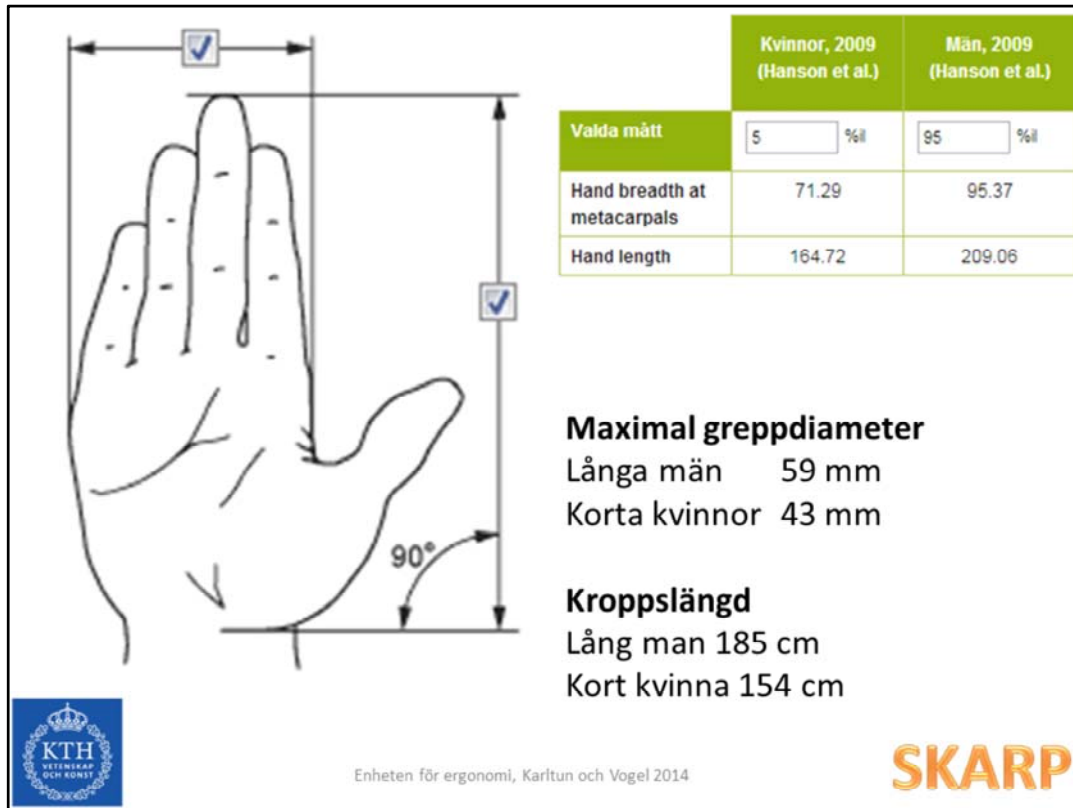 Kvinnor, 2009
(Hanson et al.)
Män, 2009
(Hanson et al.)
Valda mått
5 %il
95 %il
Hand breadth at
metacarpals
71.29
95.37
Hand length
164.72
209.06
90°
Maximal greppdiameter
Långa män 59 mm
Korta kvinnor 43 mm
Kroppslängd
Lång man 185 cm
Kort kvinna 154 cm
KTH
VETENSKAP
OCH KONST
Enheten för ergonomi, Karltun och Vogel 2014
SKARP